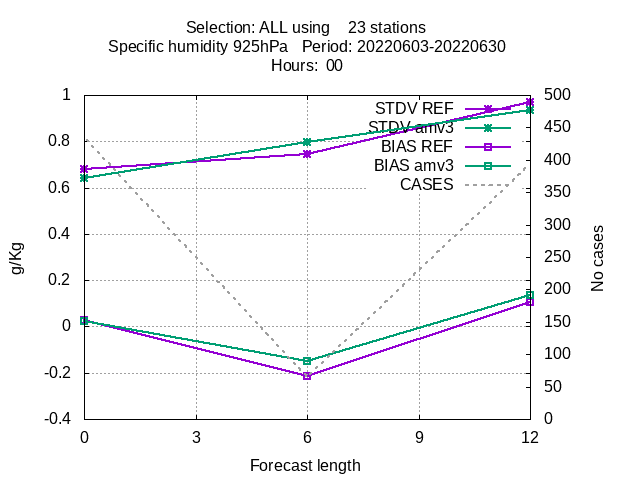 Selection: ALL using 23 stations
Specific humidity 925hPa Period: 20220603-20220630
Hours: 00
1
0.8
0.6
0.4
0.2
0
-0.2
-0.4
g/Kg
STDV REF
STDV amv3
BIAS REF
BIAS amv3
CASES
500
450
400
350
300
250
200
150
100
50
0
No cases
0 3 6 9 12
Forecast length